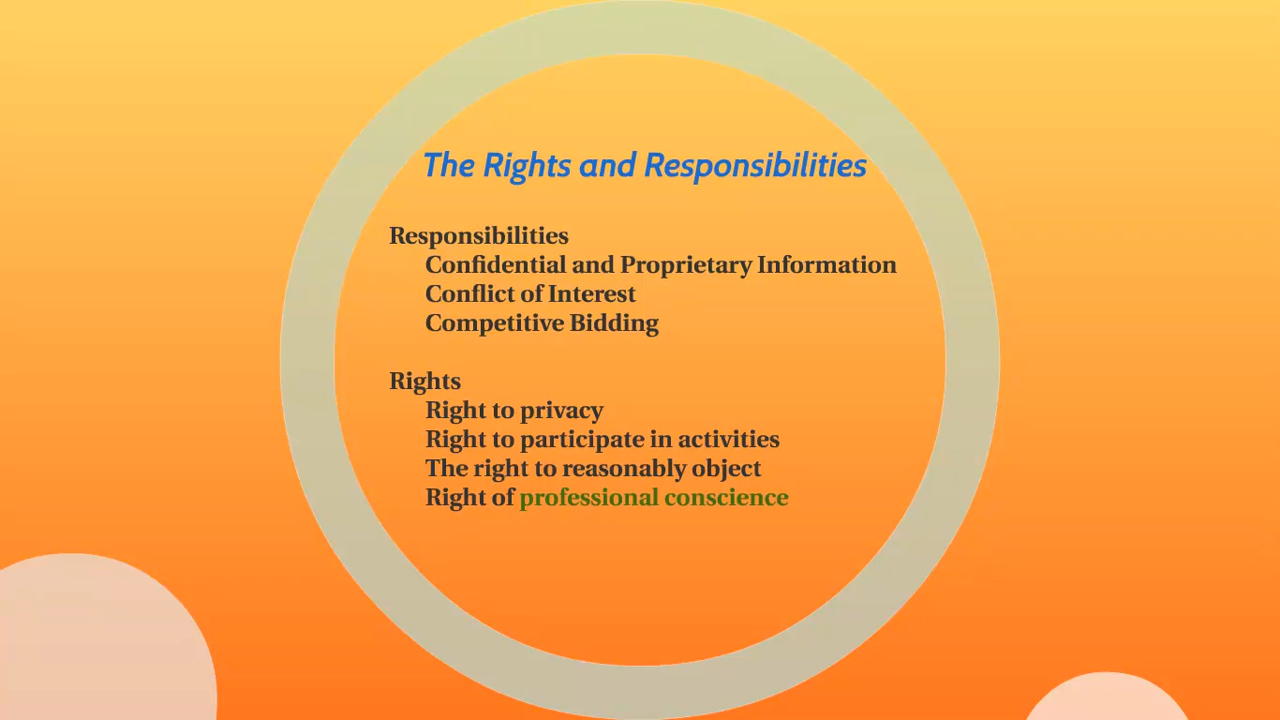 The Rights and Responsibilities
Responsibilities
Confidential and Proprietary Information
Conflict of Interest
Competitive Bidding
Rights
Right to privacy
Right to participate in activities
The right to reasonably object
Right of professional conscience